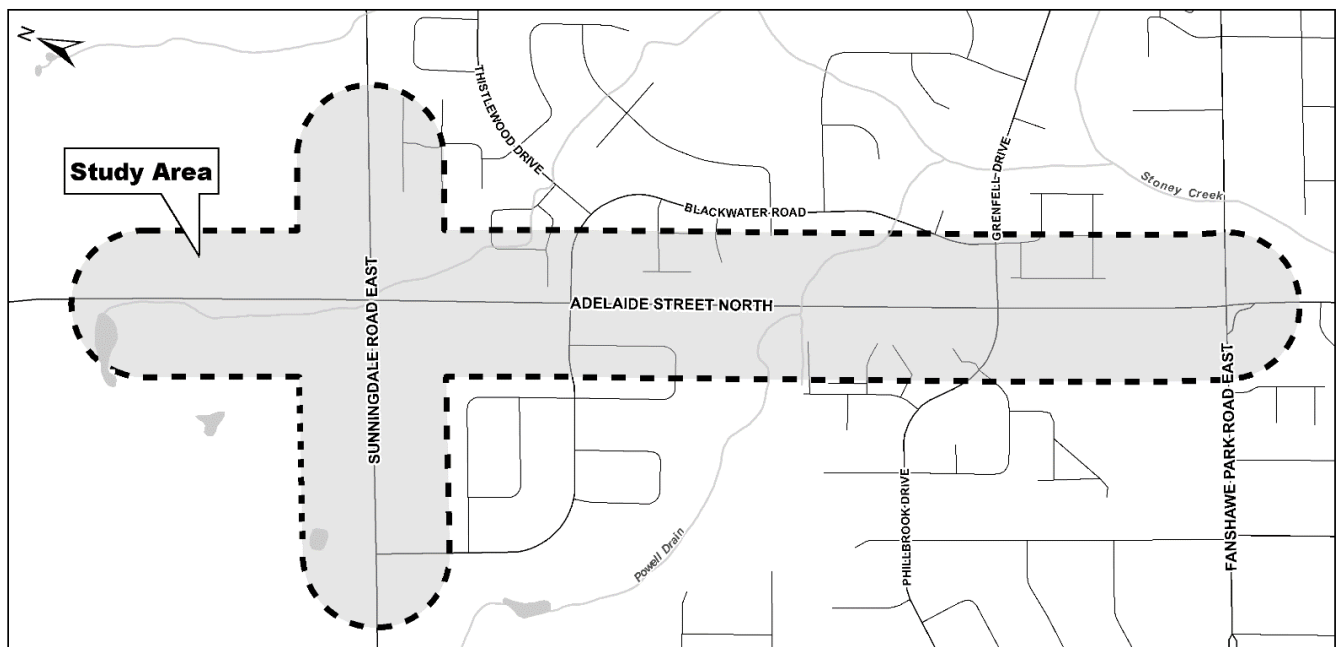 N
THISTLEWOOD DRIVE
Study Area
GRENFELL DRIVE
Stoney Creek
BLACKWATER ROAD
SUNNINGDALE ROAD EAST
ADELAIDE STREET NORTH
FANSHAWE PARK ROAD EAST
PHILLBROOK DRIVE
Powell Drain